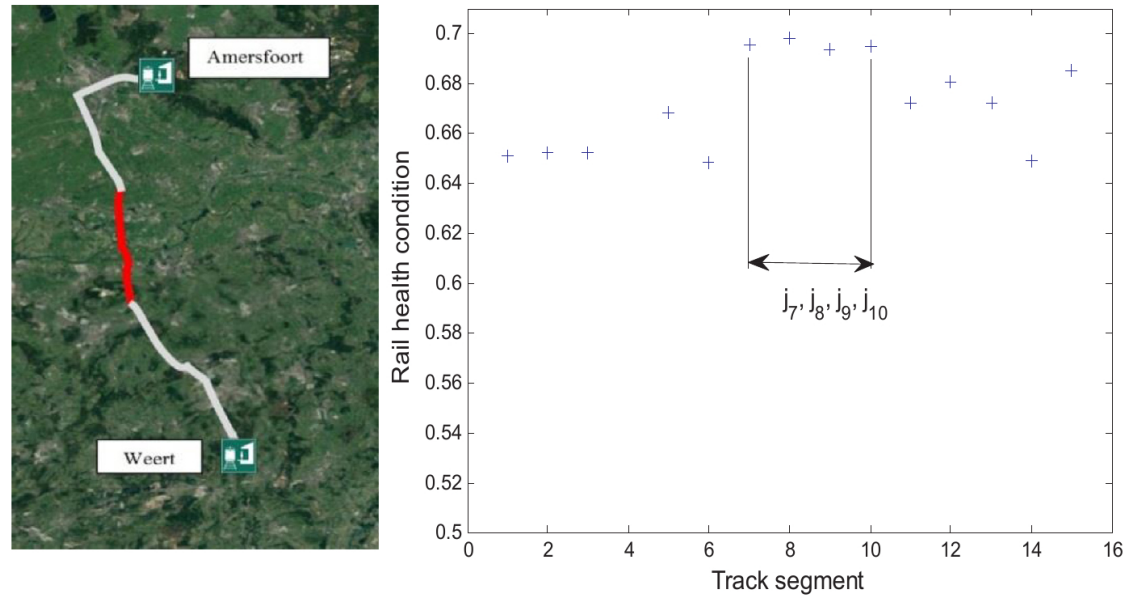 Amersfoort
Weert
Rail health condition
0.7
0.68
0.66
0.64
0.62
0.6
0.58
0.56
0.54
0.52
0.5
j7, j8, j9, j10
0 2 4 6 8 10 12 14 16
Track segment